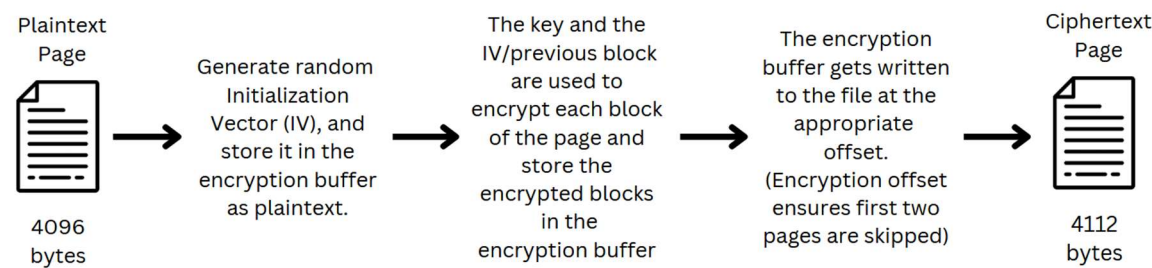 Plaintext
Page
4096
bytes
Generate random
Initialization
Vector (IV), and
store it in the
encryption buffer
as plaintext.
The key and the
IV/previous block
are used to
encrypt each block
of the page and
store the
encrypted blocks
in the
encryption buffer
The encryption
buffer gets written
to the file at the
appropriate
offset.
(Encryption offset
ensures first two
pages are skipped)
Ciphertext
Page
4112
bytes